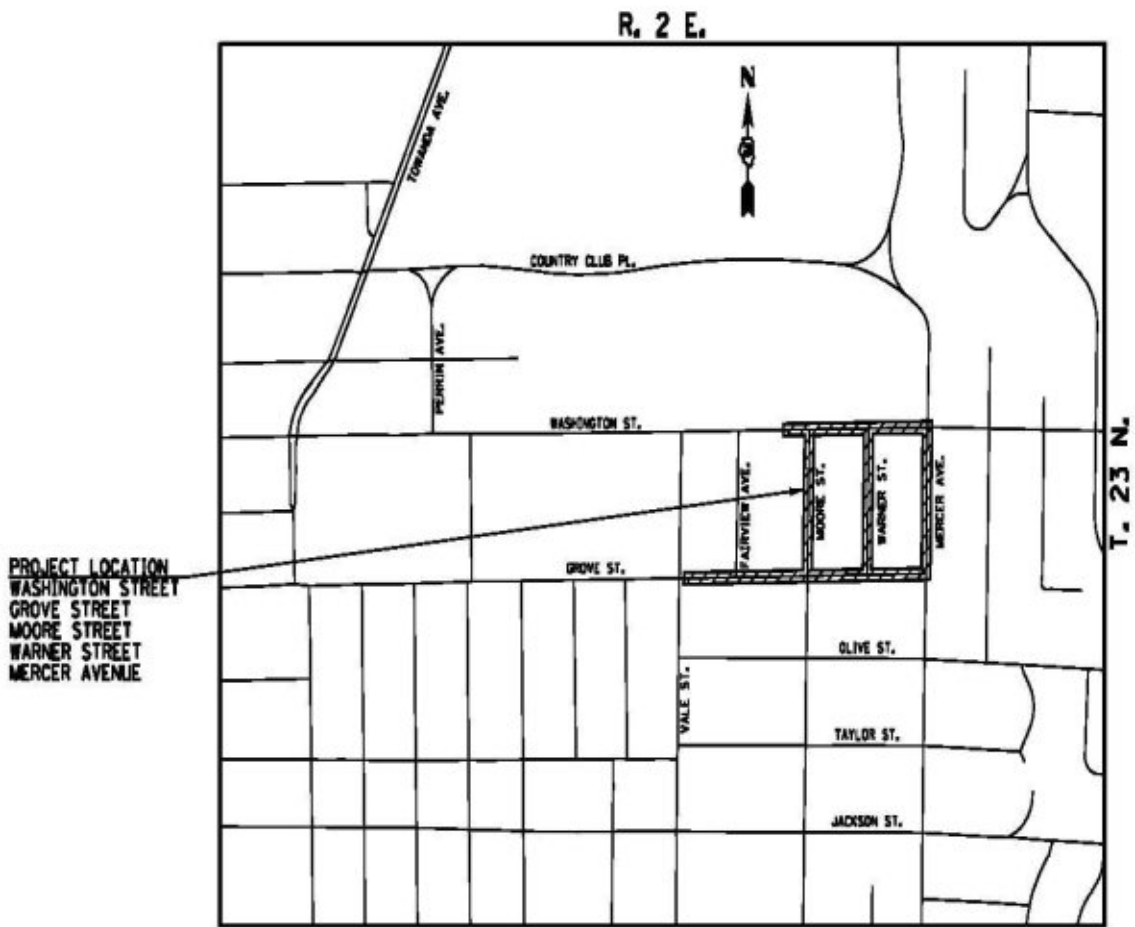 R. 2 E.
N
TOWANDA AVE.
COUNTRY CLUB PL.
PERRIN AVE.
WASHINGTON ST.
FAIRVIEW AVE.
MOORE ST.
WARNER ST.
MERCER AVE.
T. 23 N.
GROVE ST.
PROJECT LOCATION
WASHINGTON STREET
GROVE STREET
MOORE STREET
WARNER STREET
MERCER AVENUE
OLIVE ST.
VALE ST.
TAYLOR ST.
JACKSON ST.